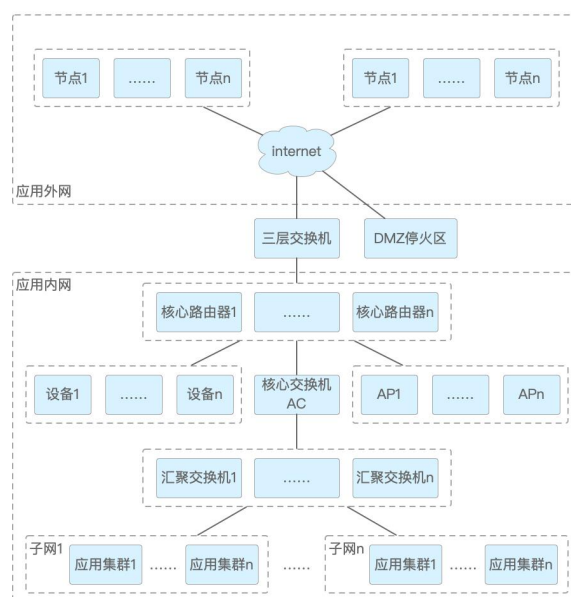 节点1 …… 节点n 节点1 …… 节点n
internet
应用外网
三层交换机 DMZ停火区
应用内网
核心路由器1 …… 核心路由器n
设备1 …… 设备n 核心交换机 AP1 …… APn
AC
汇聚交换机1 …… 汇聚交换机n
子网1 子网n
应用集群1 …… 应用集群n …… 应用集群1 …… 应用集群n